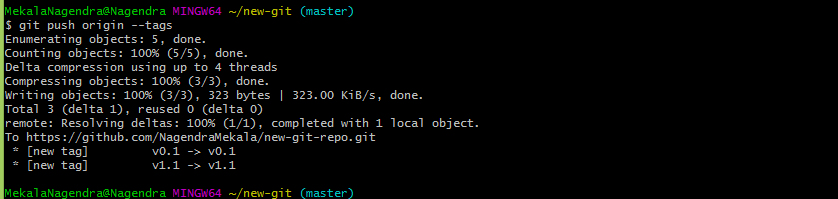 MekalaNagendra@Nagendra MINGW64 ~/new-git (master)
$ git push origin --tags
Enumerating objects: 5, done.
Counting objects: 100% (5/5), done.
Delta compression using up to 4 threads
Compressing objects: 100% (3/3), done.
Writing objects: 100% (3/3), 323 bytes | 323.00 KiB/s, done.
Total 3 (delta 1), reused 0 (delta 0)
remote: Resolving deltas: 100% (1/1), completed with 1 local object.
To https://github.com/NagendraMekala/new-git-repo.git
 * [new tag]         v0.1 -> v0.1
 * [new tag]         v1.1 -> v1.1
MekalaNagendra@Nagendra MINGW64 ~/new-git (master)